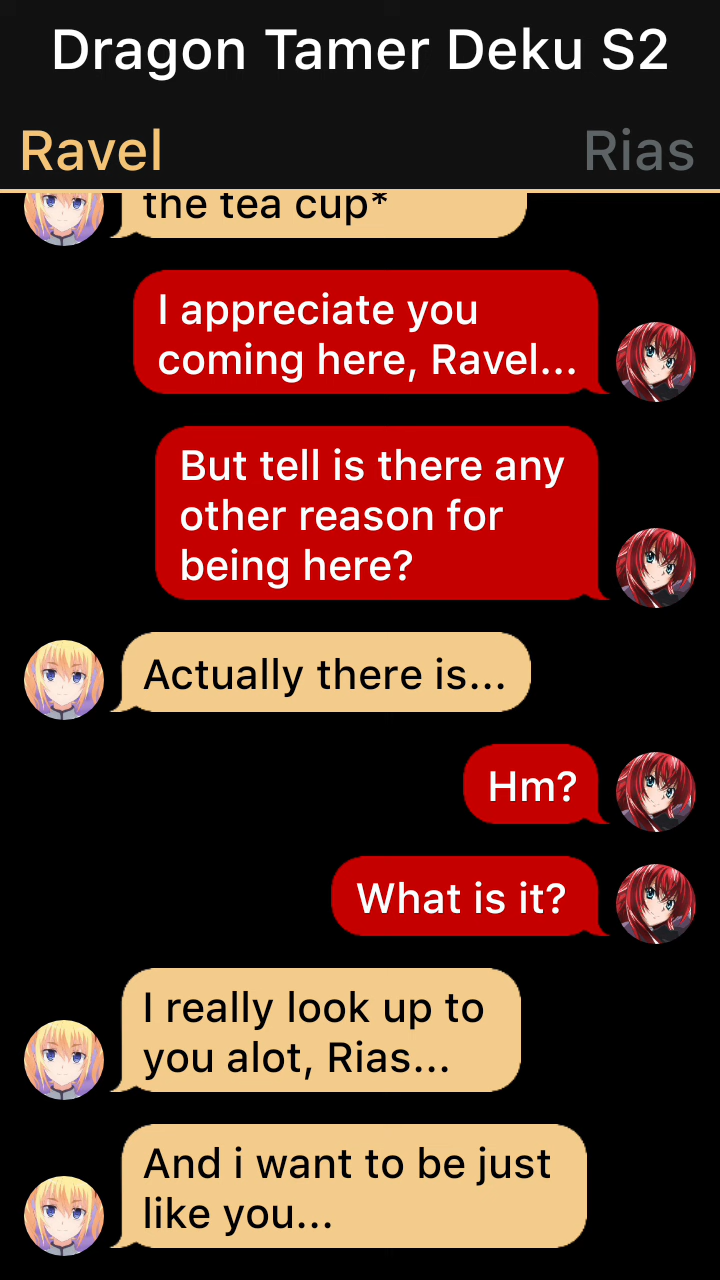 Dragon Tamer Deku S2
Ravel
Rias
the tea cup*
I appreciate you
coming here, Ravel...
But tell is there any
other reason for
being here?
Actually there is...
Hm?
What is it?
I really look up to
you alot, Rias...
And i want to be just
like you...